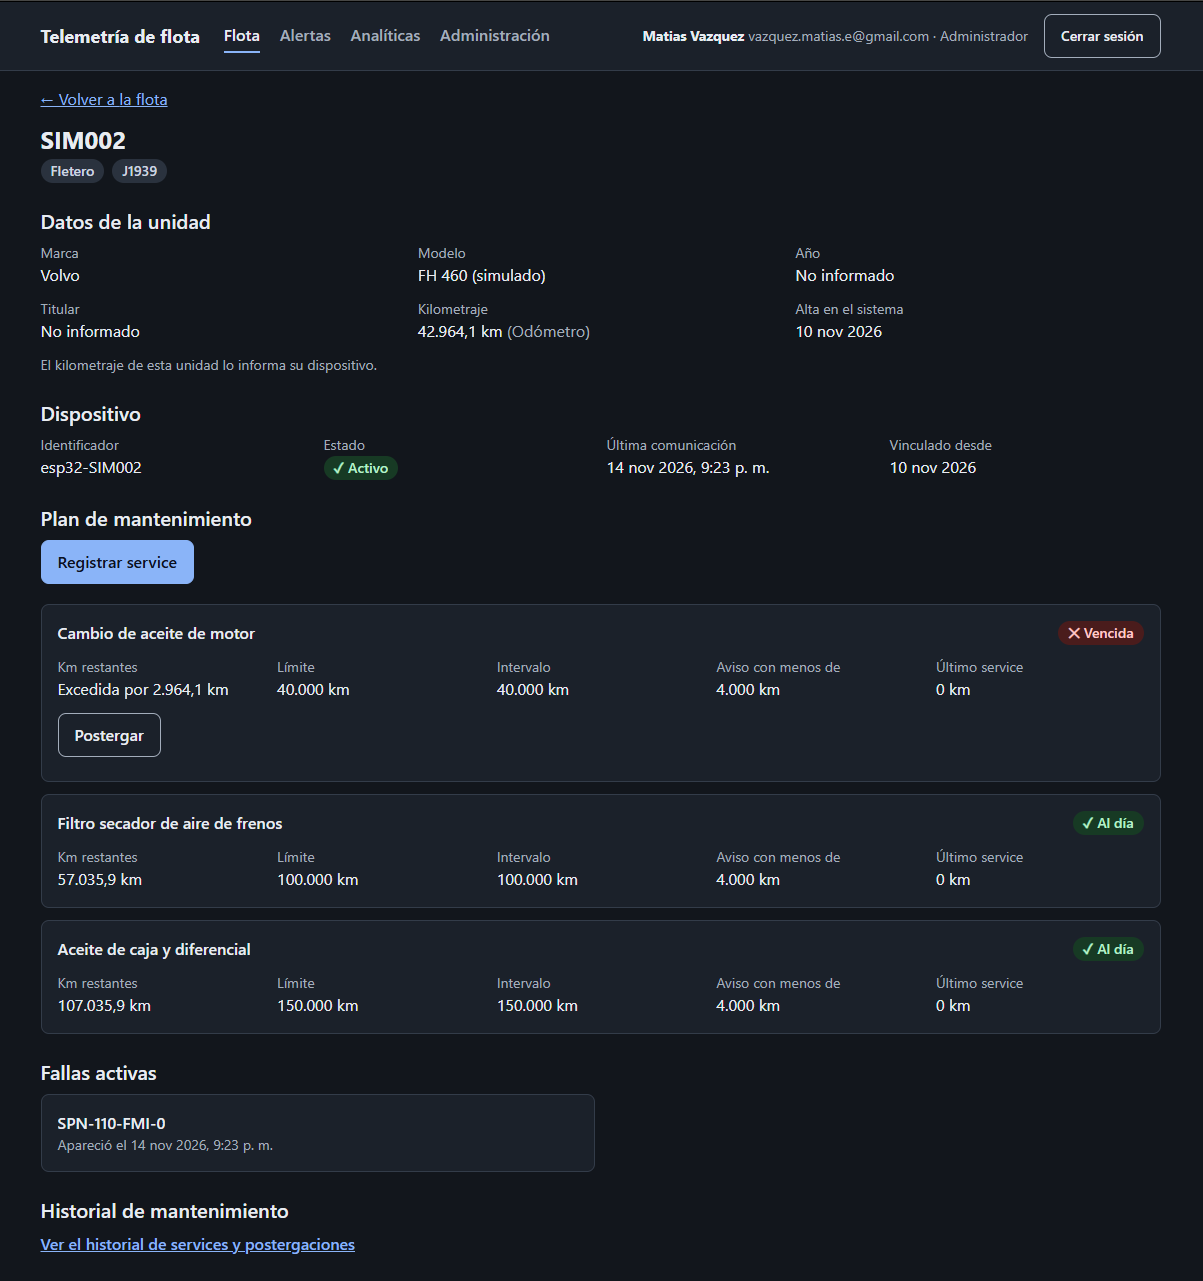 Telemetría de flota Flota Alertas Analíticas Administración Matias Vazquez vazquez.matias.e@gmail.com · Administrador Cerrar sesión
← Volver a la flota
SIM002
Fletero J1939
Datos de la unidad
Marca Modelo Año
Volvo FH 460 (simulado) No informado
Titular Kilometraje Alta en el sistema
No informado 42.964,1 km (Odómetro) 10 nov 2026
El kilometraje de esta unidad lo informa su dispositivo.
Dispositivo
Identificador Estado Última comunicación Vinculado desde
esp32-SIM002 ✓ Activo 14 nov 2026, 9:23 p. m. 10 nov 2026
Plan de mantenimiento
Registrar service
Cambio de aceite de motor ✕ Vencida
Km restantes Límite Intervalo Aviso con menos de Último service
Excedida por 2.964,1 km 40.000 km 40.000 km 4.000 km 0 km
Postergar
Filtro secador de aire de frenos ✓ Al día
Km restantes Límite Intervalo Aviso con menos de Último service
57.035,9 km 100.000 km 100.000 km 4.000 km 0 km
Aceite de caja y diferencial ✓ Al día
Km restantes Límite Intervalo Aviso con menos de Último service
107.035,9 km 150.000 km 150.000 km 4.000 km 0 km
Fallas activas
SPN-110-FMI-0
Apareció el 14 nov 2026, 9:23 p. m.
Historial de mantenimiento
Ver el historial de services y postergaciones